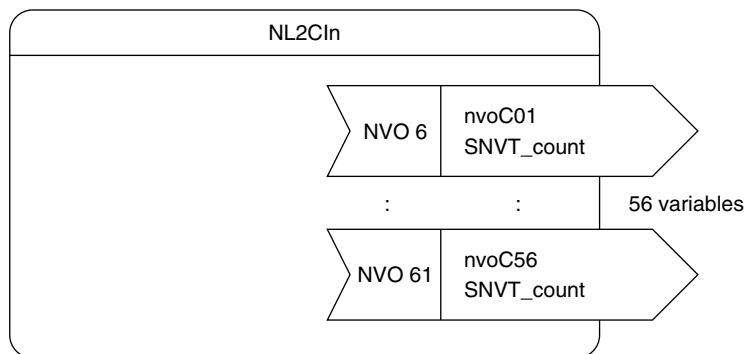 NL2CIn
NVO 6
nvoC01
SNVT_count
: :
56 variables
NVO 61
nvoC56
SNVT_count